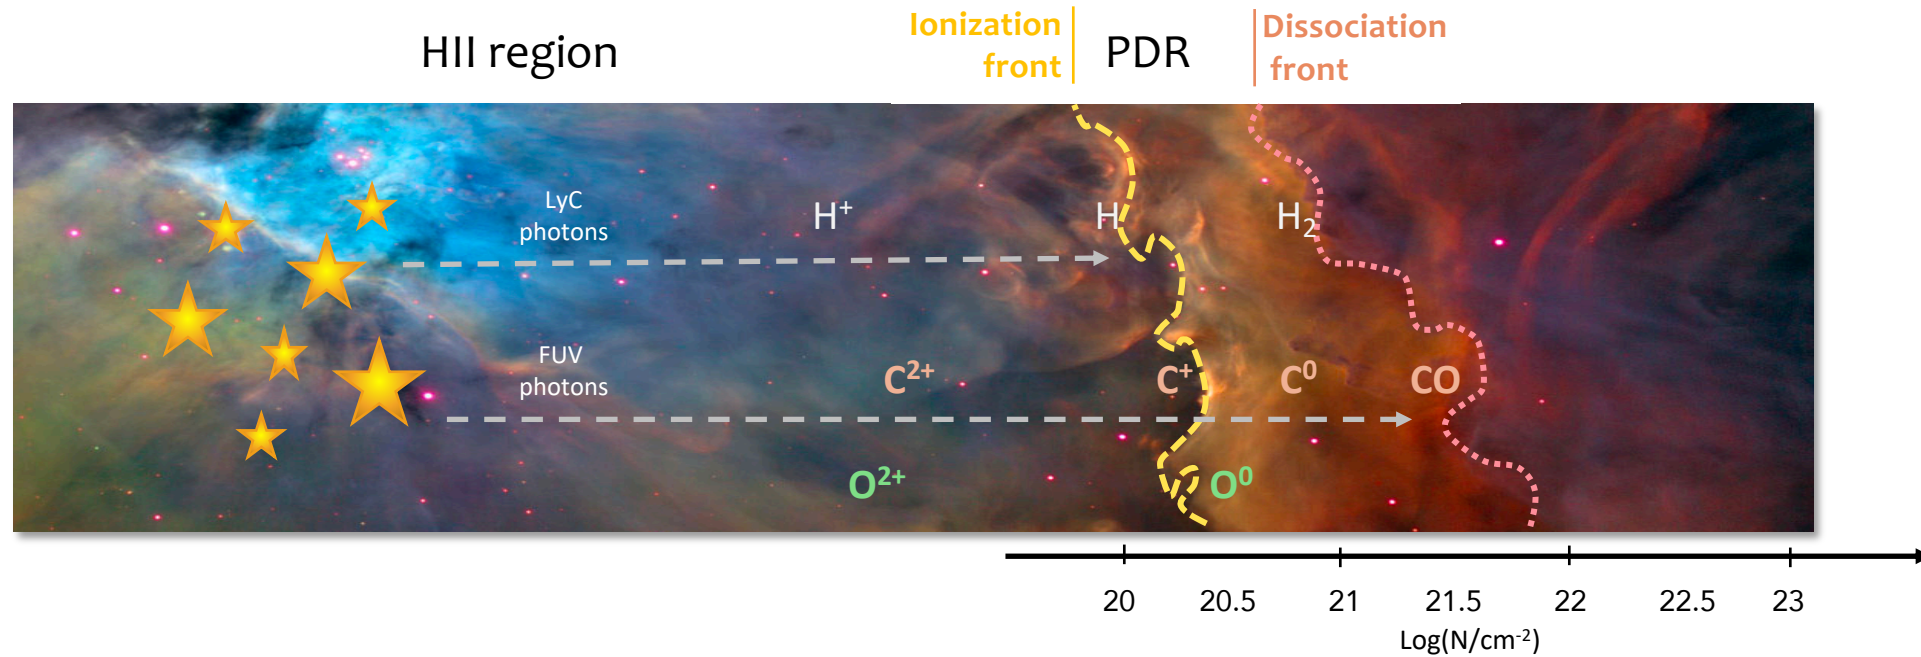 HII region
Ionization
front
PDR
Dissociation
front
LyC
photons
H⁺
H
H₂
FUV
photons
C²⁺
C⁺
C⁰
CO
O²⁺
O⁰
20 20.5 21 21.5 22 22.5 23
Log(N/cm⁻²)